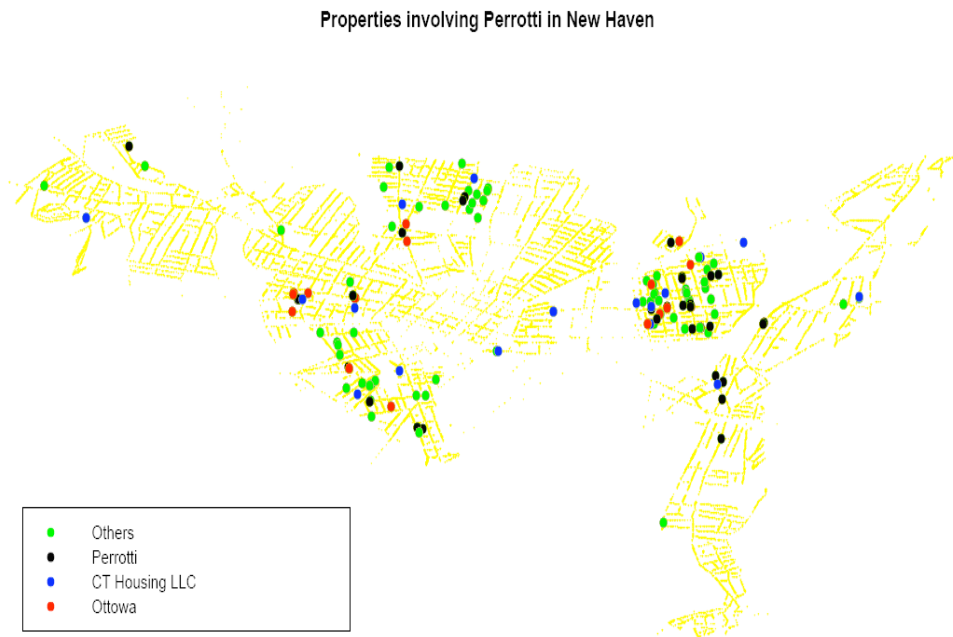 Properties involving Perrotti in New Haven
Others
Perrotti
CT Housing LLC
Ottowa